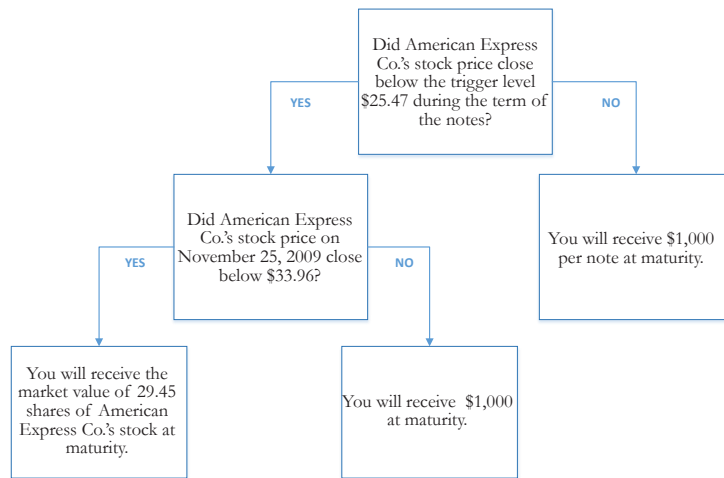 Did American Express
Co.'s stock price close
below the trigger level
$25.47 during the term of
the notes?
YES
NO
Did American Express
Co.'s stock price on
November 25, 2009 close
below $33.96?
You will receive $1,000
per note at maturity.
YES
NO
You will receive the
market value of 29.45
shares of American
Express Co.'s stock at
maturity.
You will receive $1,000
at maturity.